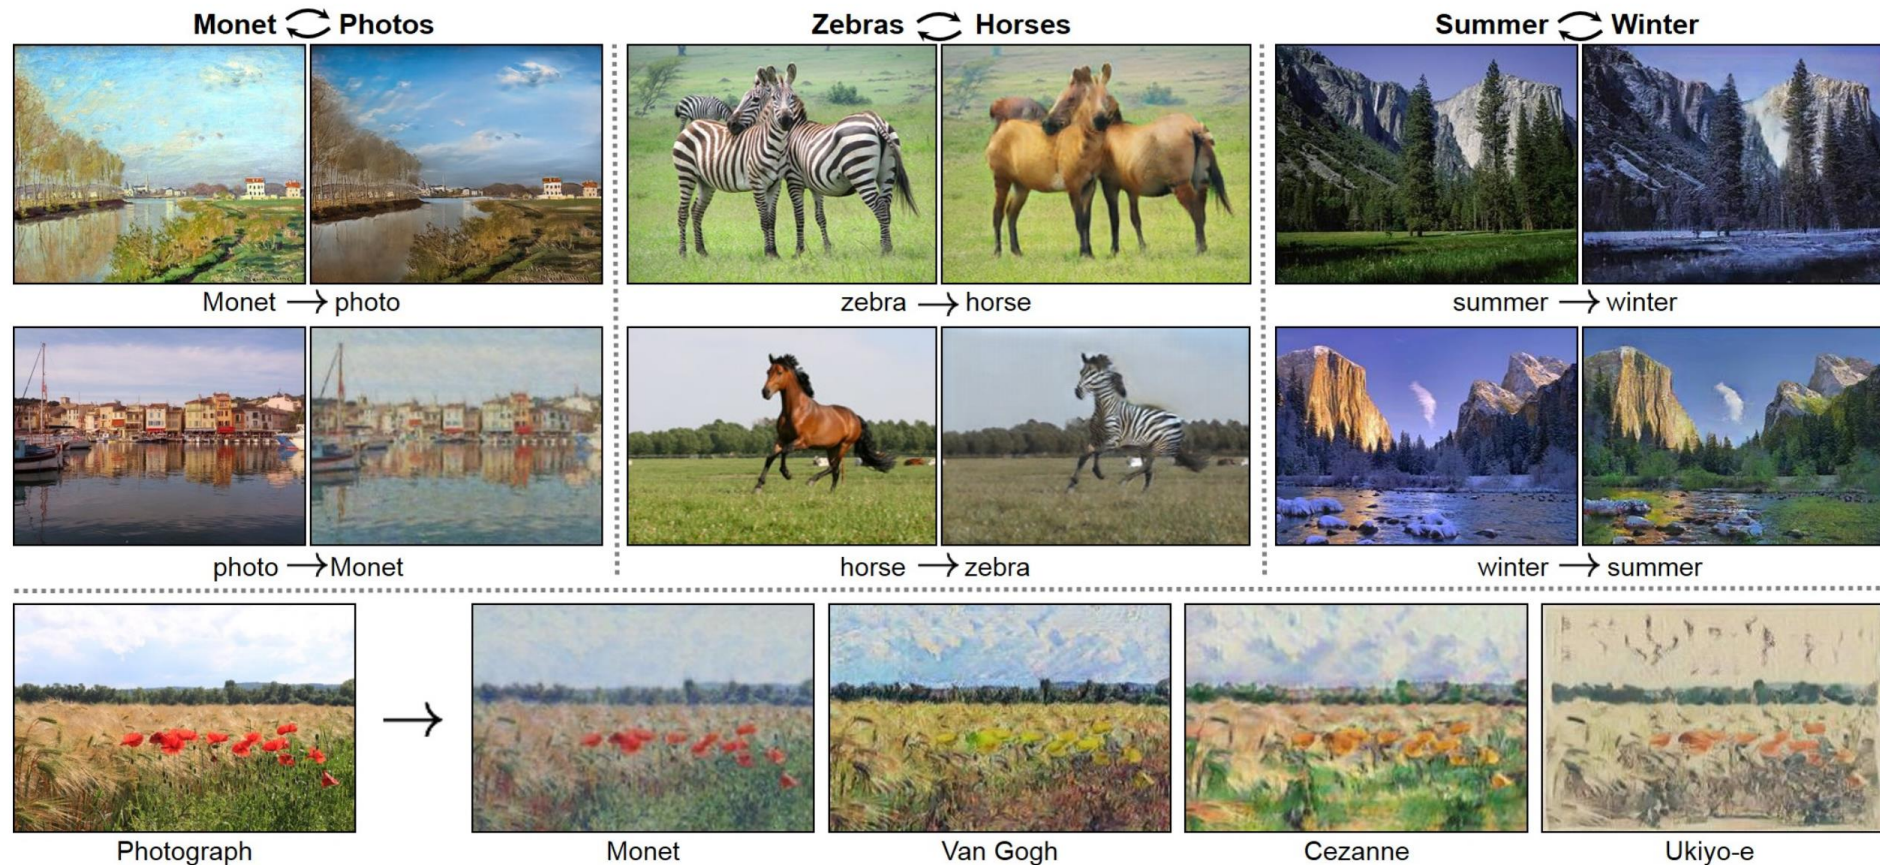 Monet Photos
Zebras Horses
Summer Winter
Monet → photo
zebra → horse
summer → winter
photo → Monet
horse → zebra
winter → summer
Photograph
Monet
Van Gogh
Cezanne
Ukiyo-e